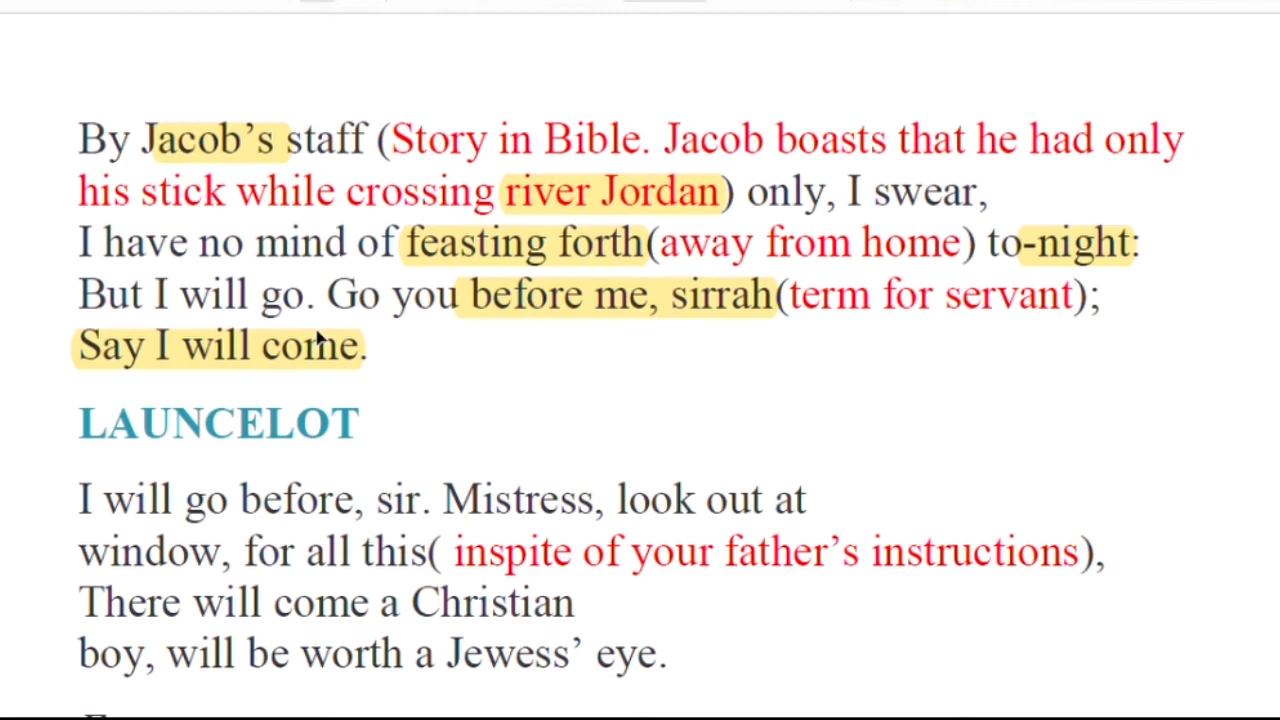 By Jacob’s staff (Story in Bible. Jacob boasts that he had only
his stick while crossing river Jordan) only, I swear,
I have no mind of feasting forth(away from home) to-night:
But I will go. Go you before me, sirrah(term for servant);
Say I will come.
LAUNCELOT
I will go before, sir. Mistress, look out at
window, for all this( inspite of your father’s instructions),
There will come a Christian
boy, will be worth a Jewess’ eye.